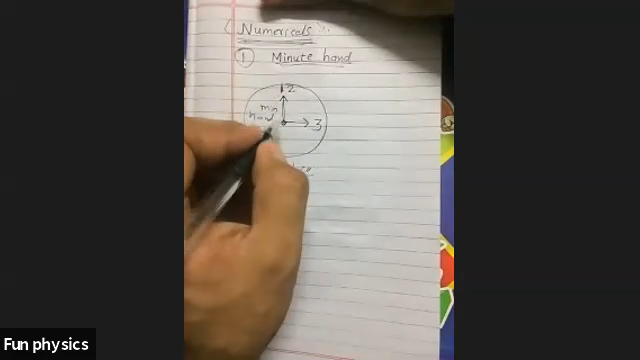 Numericals
① Minute hand
12
min
hand
3
Fun physics